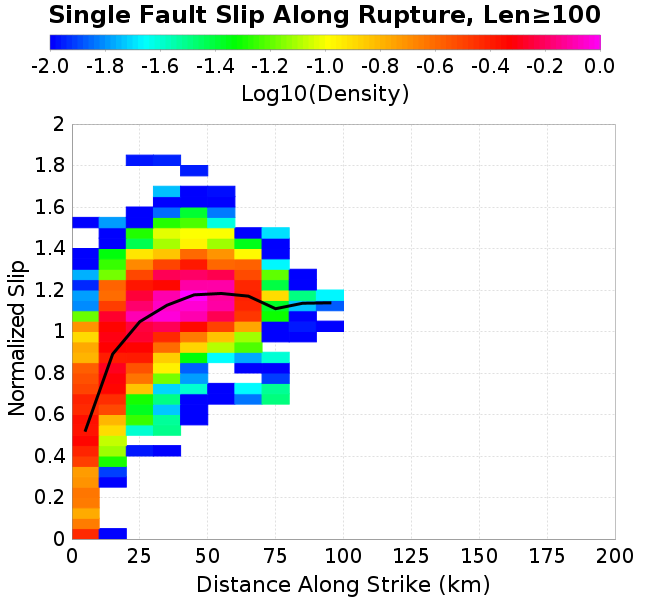 Single Fault Slip Along Rupture, Len≥100
-2.0 -1.8 -1.6 -1.4 -1.2 -1.0 -0.8 -0.6 -0.4 -0.2 0.0
Log10(Density)
2
1.8
1.6
1.4
1.2
1
0.8
0.6
0.4
0.2
0
Normalized Slip
0 25 50 75 100 125 150 175 200
Distance Along Strike (km)